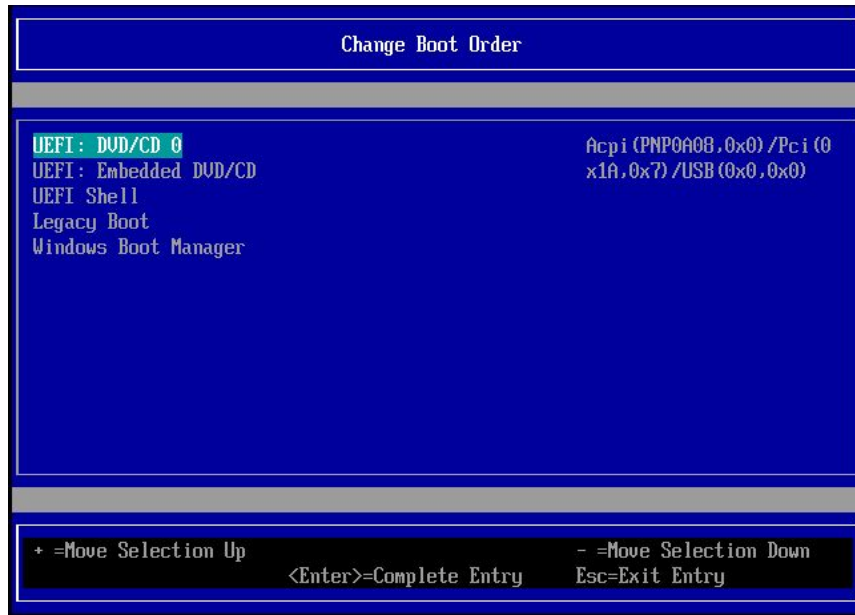 Change Boot Order
UEFI: DVD/CD 0
UEFI: Embedded DVD/CD
UEFI Shell
Legacy Boot
Windows Boot Manager
Acpi(PNP0A08,0x0)/Pci(0
x1A,0x7)/USB(0x0,0x0)
+ =Move Selection Up
- =Move Selection Down
<Enter>=Complete Entry
Esc=Exit Entry